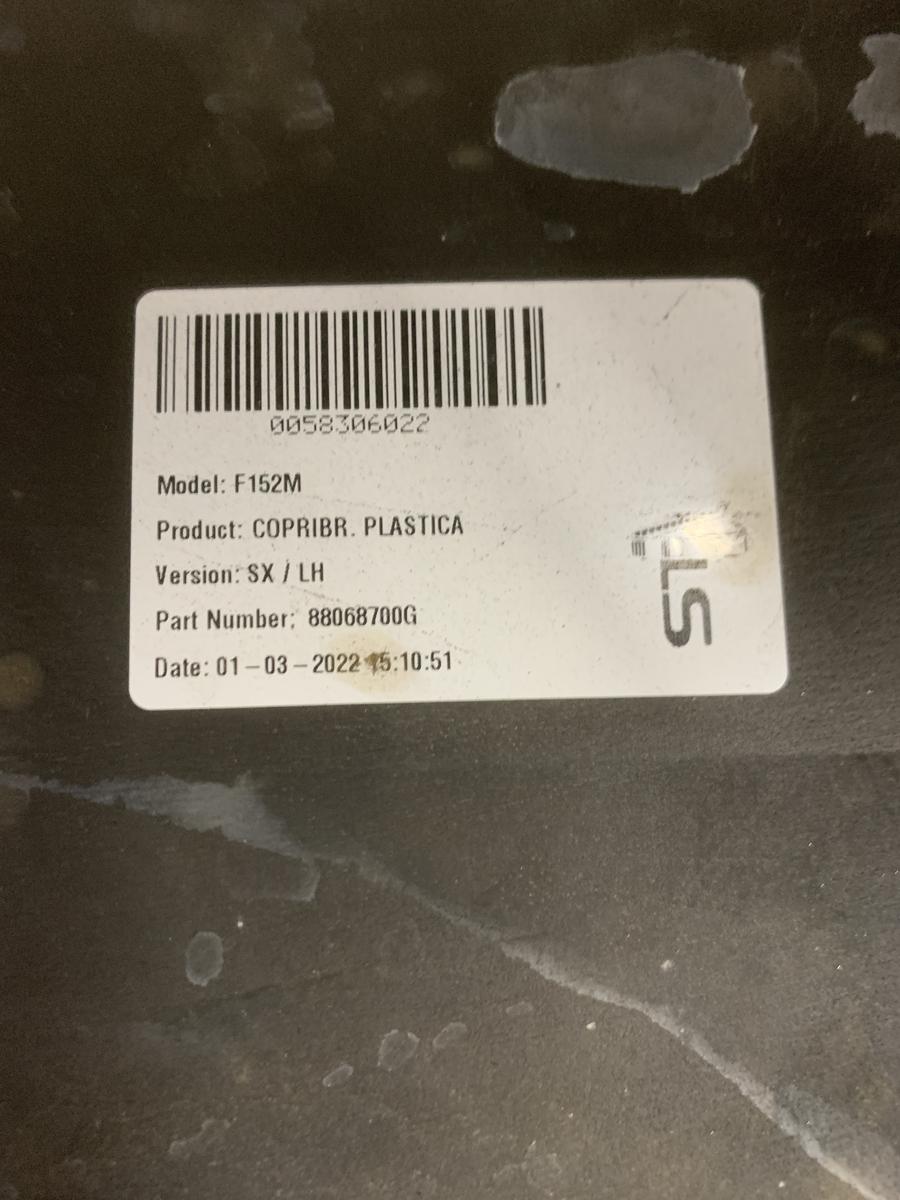 0058306022
Model: F152M
Product: COPRIBR. PLASTICA
Version: SX / LH
Part Number: 88068700G
Date: 01-03-2022 15:10:51